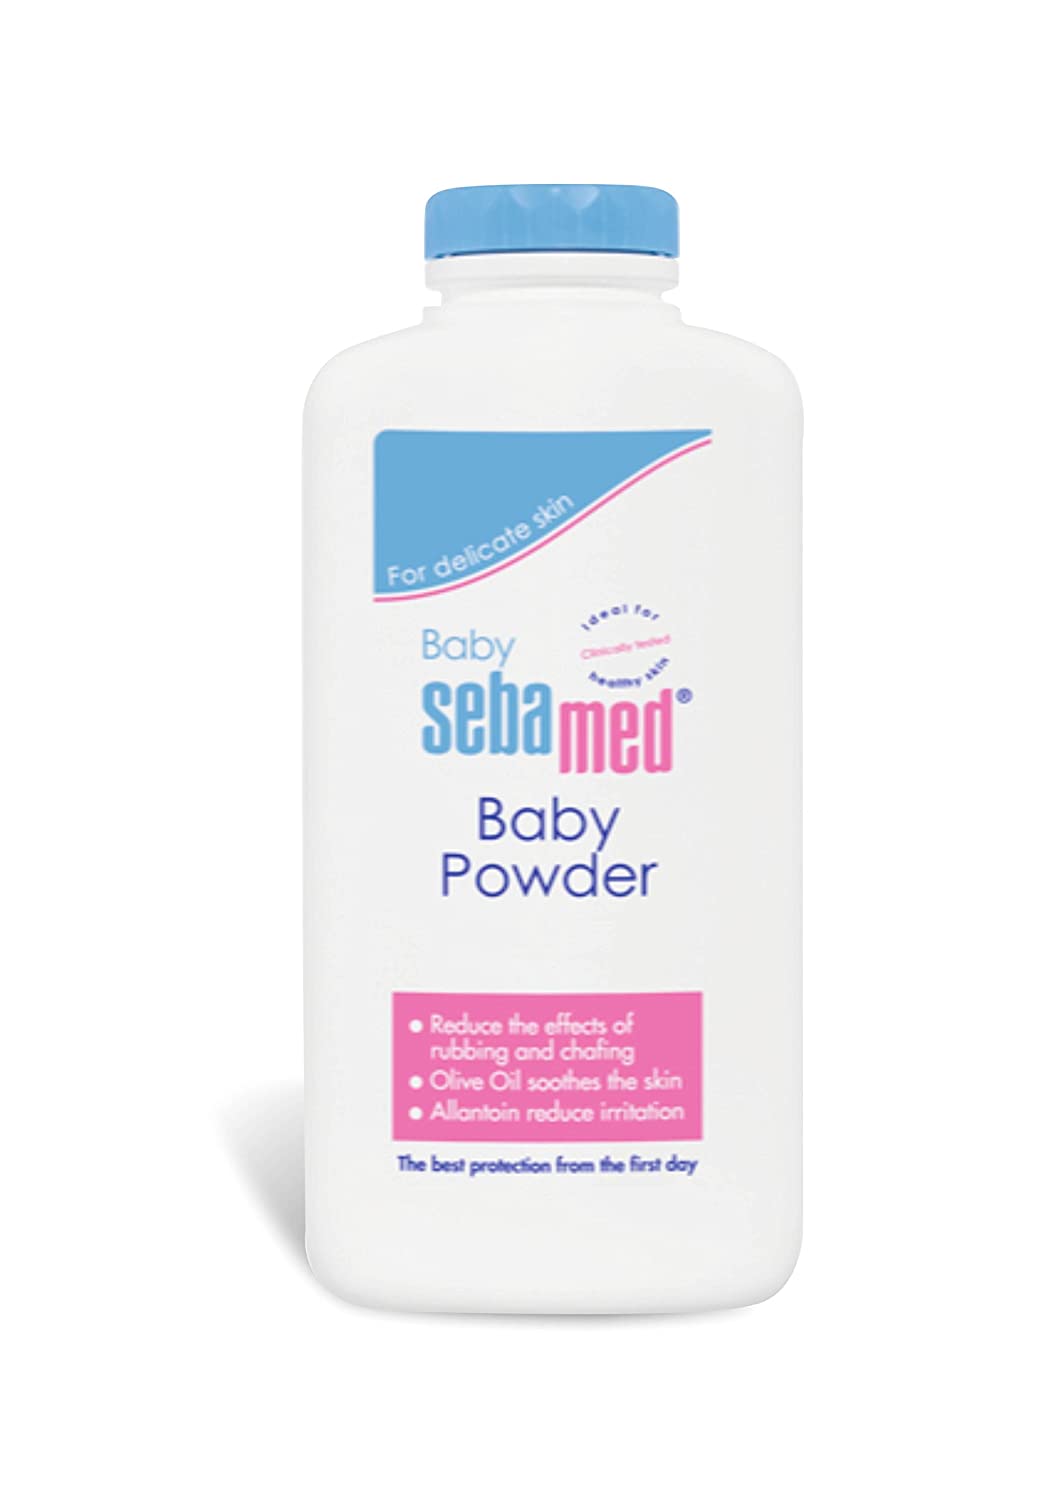 For delicate skin
Ideal for
Clinically tested
healthy skin
Baby
sebamed®
Baby
Powder
• Reduce the effects of
rubbing and chafing
• Olive Oil soothes the skin
• Allantoin reduce irritation
The best protection from the first day